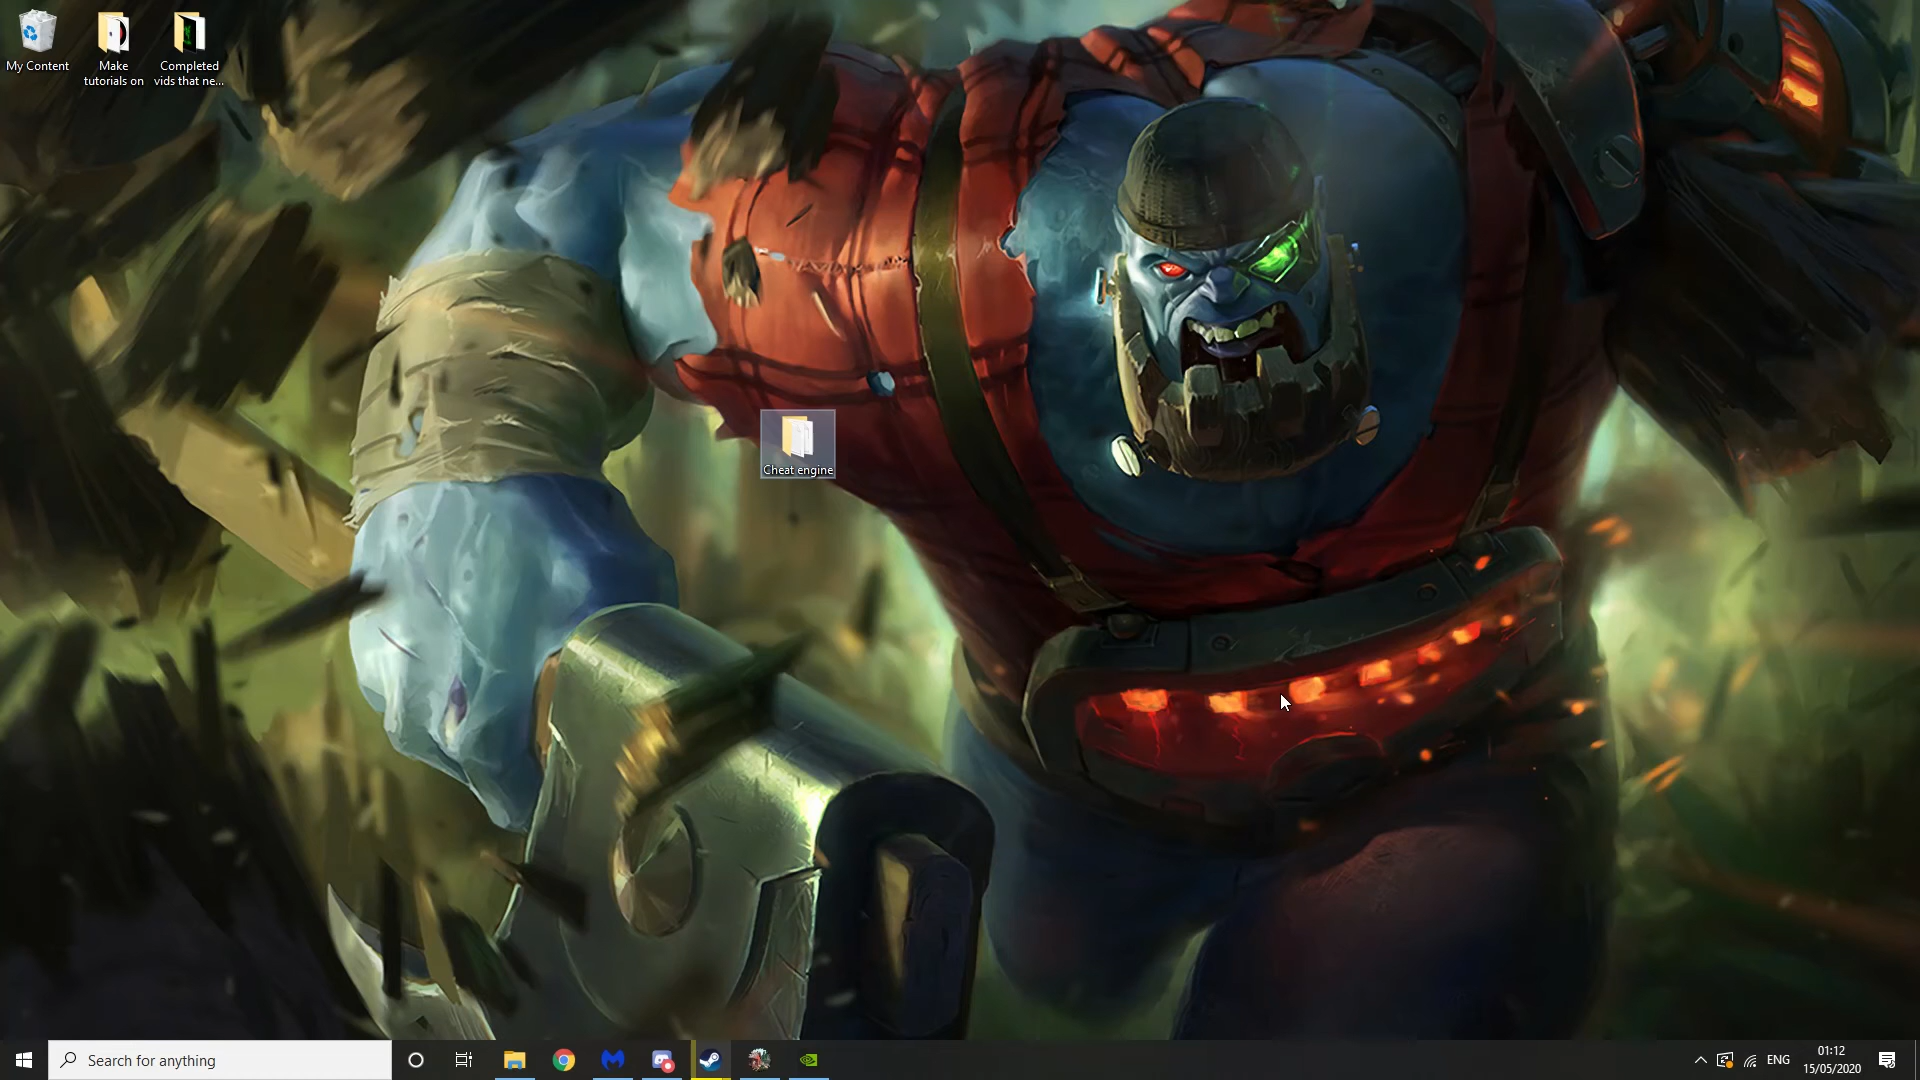 My Content
Make
tutorials on
Completed
vids that ne...
Cheat engine
Search for anything
ENG
01:12
15/05/2020